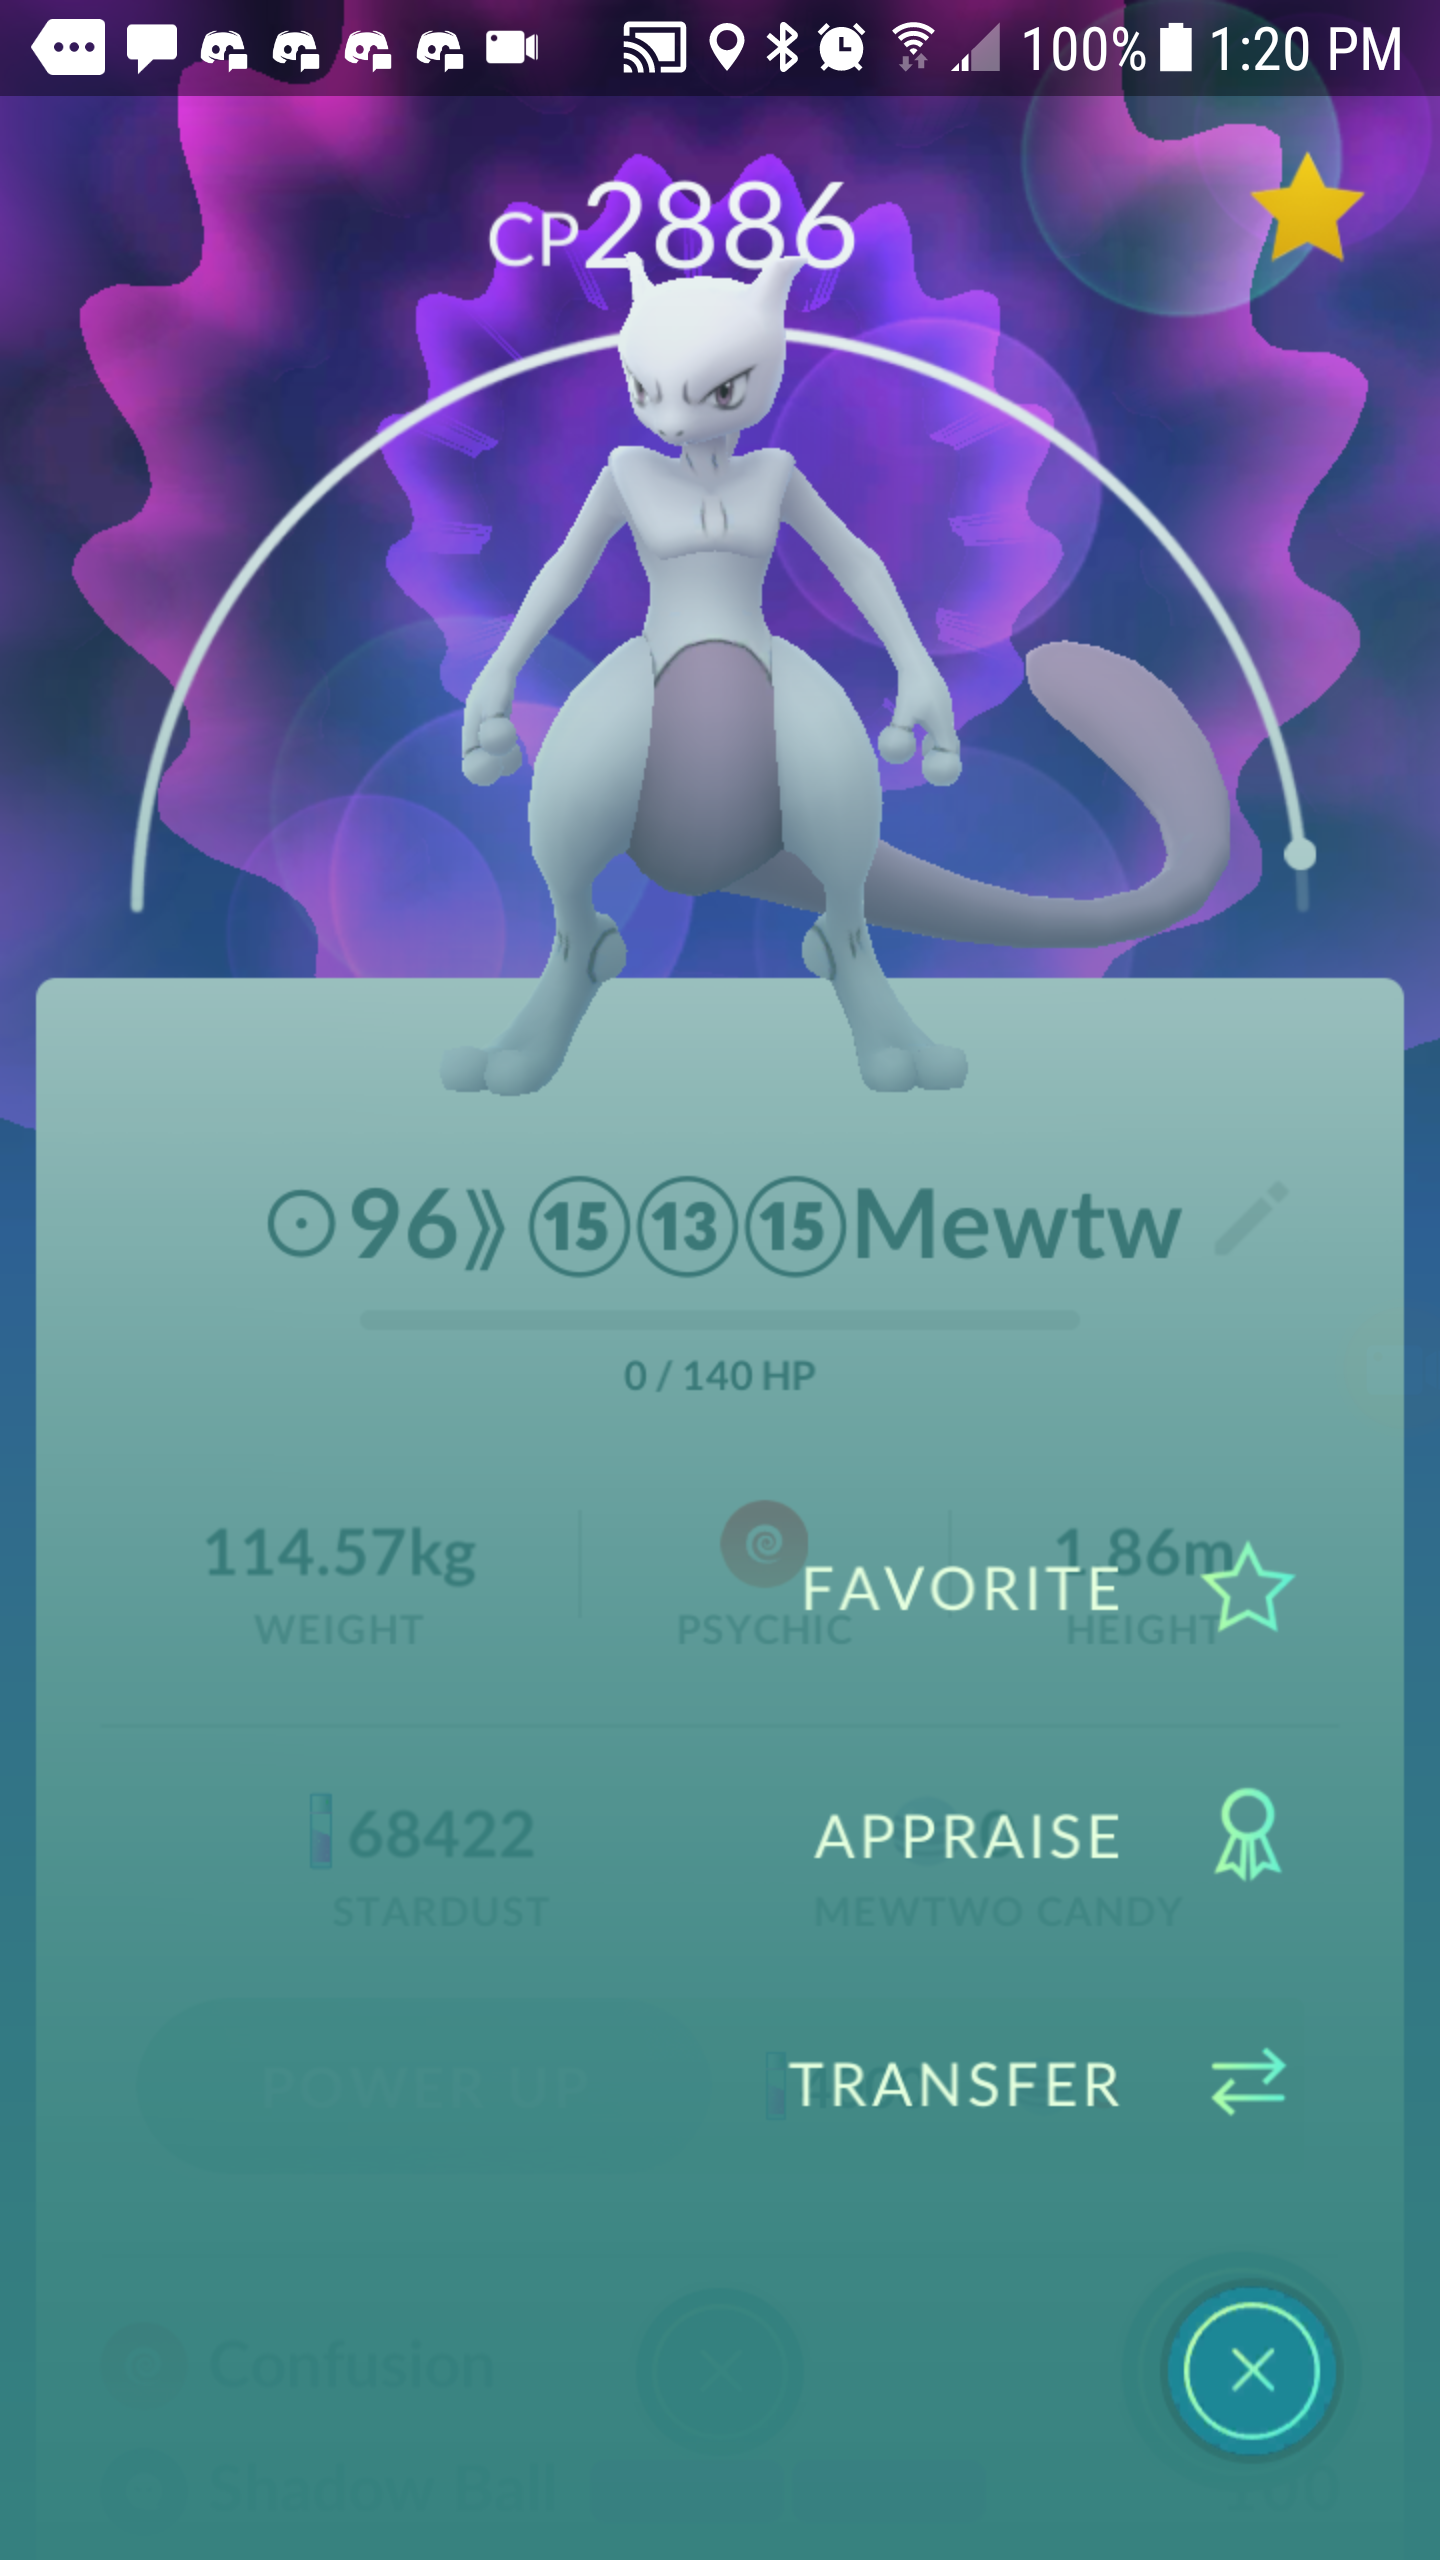 100% 1:20 PM
CP2886
⊙96⟫⑮⑬⑮Mewtw
0 / 140 HP
114.57kg
WEIGHT
PSYCHIC
1.86m
HEIGHT
FAVORITE
68422
STARDUST
MEWTWO CANDY
APPRAISE
POWER UP
TRANSFER
Confusion
Shadow Ball
100